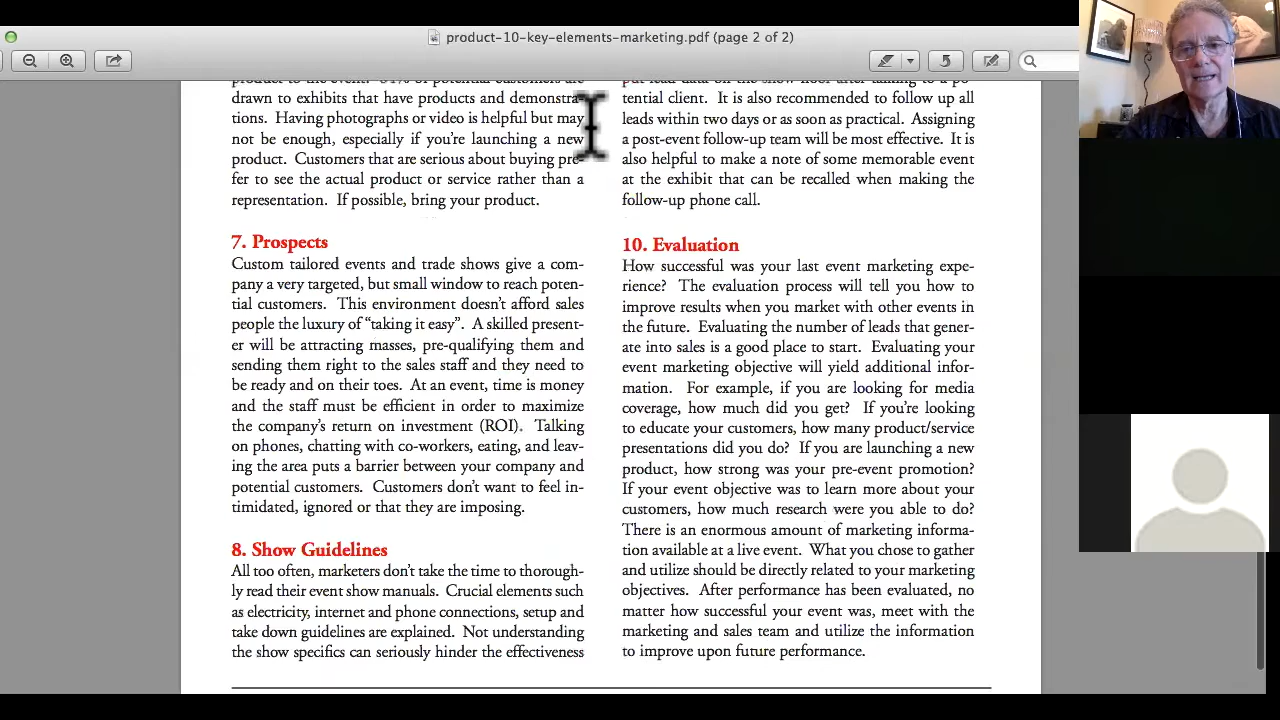 product-10-key-elements-marketing.pdf (page 2 of 2)
product to the event. 81% of potential customers are
drawn to exhibits that have products and demonstra-
tions. Having photographs or video is helpful but may
not be enough, especially if you're launching a new
product. Customers that are serious about buying pre-
fer to see the actual product or service rather than a
representation. If possible, bring your product.
7. Prospects
Custom tailored events and trade shows give a com-
pany a very targeted, but small window to reach poten-
tial customers. This environment doesn't afford sales
people the luxury of “taking it easy”. A skilled present-
er will be attracting masses, pre-qualifying them and
sending them right to the sales staff and they need to
be ready and on their toes. At an event, time is money
and the staff must be efficient in order to maximize
the company's return on investment (ROI). Talking
on phones, chatting with co-workers, eating, and leav-
ing the area puts a barrier between your company and
potential customers. Customers don't want to feel in-
timidated, ignored or that they are imposing.
8. Show Guidelines
All too often, marketers don't take the time to thorough-
ly read their event show manuals. Crucial elements such
as electricity, internet and phone connections, setup and
take down guidelines are explained. Not understanding
the show specifics can seriously hinder the effectiveness
put lead data on the show floor after talking to a po-
tential client. It is also recommended to follow up all
leads within two days or as soon as practical. Assigning
a post-event follow-up team will be most effective. It is
also helpful to make a note of some memorable event
at the exhibit that can be recalled when making the
follow-up phone call.
10. Evaluation
How successful was your last event marketing expe-
rience? The evaluation process will tell you how to
improve results when you market with other events in
the future. Evaluating the number of leads that gener-
ate into sales is a good place to start. Evaluating your
event marketing objective will yield additional infor-
mation. For example, if you are looking for media
coverage, how much did you get? If you're looking
to educate your customers, how many product/service
presentations did you do? If you are launching a new
product, how strong was your pre-event promotion?
If your event objective was to learn more about your
customers, how much research were you able to do?
There is an enormous amount of marketing informa-
tion available at a live event. What you chose to gather
and utilize should be directly related to your marketing
objectives. After performance has been evaluated, no
matter how successful your event was, meet with the
marketing and sales team and utilize the information
to improve upon future performance.